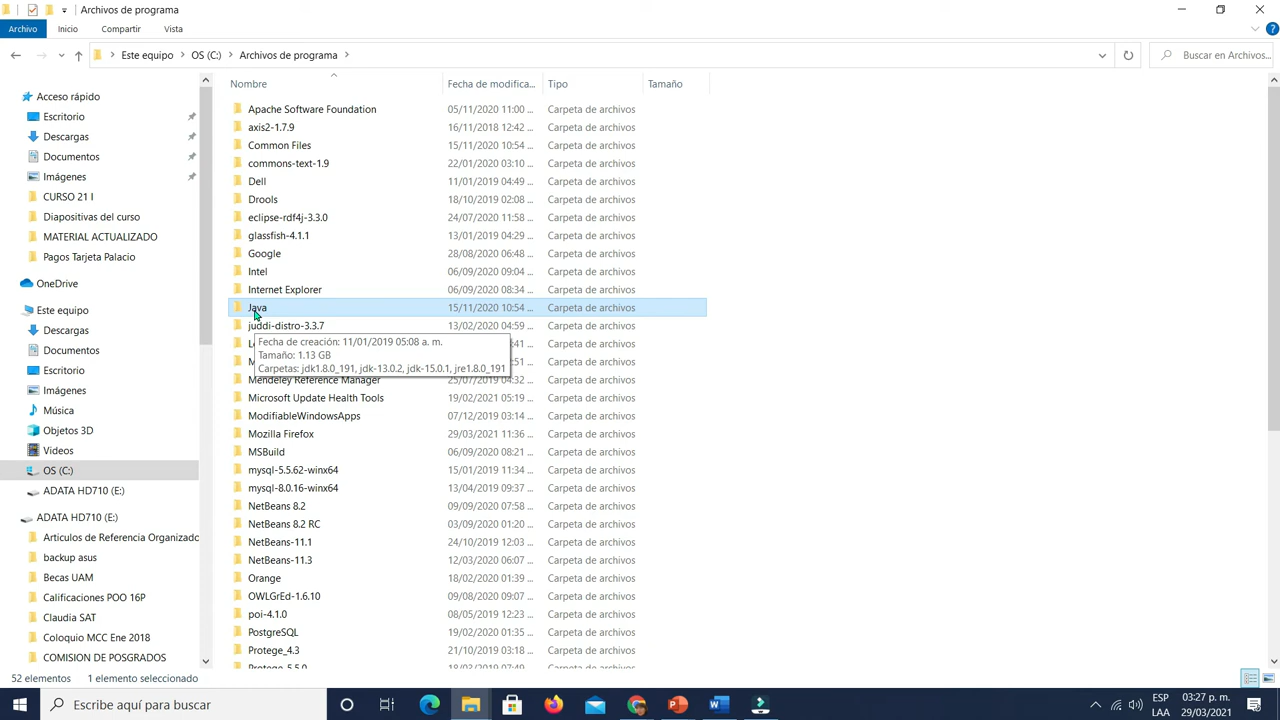 Archivos de programa
Archivo Inicio Compartir Vista
Este equipo OS (C:) Archivos de programa Buscar en Archivos...
Nombre Fecha de modifica... Tipo Tamaño
Acceso rápido
Escritorio
Descargas
Documentos
Imágenes
CURSO 21 I
Diapositivas del curso
MATERIAL ACTUALIZADO
Pagos Tarjeta Palacio
OneDrive
Este equipo
Descargas
Documentos
Escritorio
Imágenes
Música
Objetos 3D
Videos
OS (C:)
ADATA HD710 (E:)
ADATA HD710 (E:)
Articulos de Referencia Organizado
backup asus
Becas UAM
Calificaciones POO 16P
Claudia SAT
Coloquio MCC Ene 2018
COMISION DE POSGRADOS
Apache Software Foundation 05/11/2020 11:00 ... Carpeta de archivos
axis2-1.7.9 16/11/2018 12:42 ... Carpeta de archivos
Common Files 15/11/2020 10:54 ... Carpeta de archivos
commons-text-1.9 22/01/2020 03:10 ... Carpeta de archivos
Dell 11/01/2019 04:49 ... Carpeta de archivos
Drools 18/10/2019 02:08 ... Carpeta de archivos
eclipse-rdf4j-3.3.0 24/07/2020 11:58 ... Carpeta de archivos
glassfish-4.1.1 13/01/2019 04:29 ... Carpeta de archivos
Google 28/08/2020 06:48 ... Carpeta de archivos
Intel 06/09/2020 09:04 ... Carpeta de archivos
Internet Explorer 06/09/2020 08:34 ... Carpeta de archivos
Java 15/11/2020 10:54 ... Carpeta de archivos
juddi-distro-3.3.7 13/02/2020 04:59 ... Carpeta de archivos
Fecha de creación: 11/01/2019 05:08 a. m.
Tamaño: 1.13 GB
Carpetas: jdk1.8.0_191, jdk-13.0.2, jdk-15.0.1, jre1.8.0_191
:41 ... Carpeta de archivos
:51 ... Carpeta de archivos
Mendeley Reference Manager 25/07/2019 04:32 ... Carpeta de archivos
Microsoft Update Health Tools 19/02/2021 05:19 ... Carpeta de archivos
ModifiableWindowsApps 07/12/2019 03:14 ... Carpeta de archivos
Mozilla Firefox 29/03/2021 11:36 ... Carpeta de archivos
MSBuild 06/09/2020 08:21 ... Carpeta de archivos
mysql-5.5.62-winx64 15/01/2019 11:34 ... Carpeta de archivos
mysql-8.0.16-winx64 13/04/2019 09:37 ... Carpeta de archivos
NetBeans 8.2 09/09/2020 07:58 ... Carpeta de archivos
NetBeans 8.2 RC 03/09/2020 01:20 ... Carpeta de archivos
NetBeans-11.1 24/10/2019 12:03 ... Carpeta de archivos
NetBeans-11.3 12/03/2020 06:07 ... Carpeta de archivos
Orange 18/02/2020 01:39 ... Carpeta de archivos
OWLGrEd-1.6.10 09/08/2020 09:07 ... Carpeta de archivos
poi-4.1.0 08/05/2019 12:23 ... Carpeta de archivos
PostgreSQL 19/02/2020 01:35 ... Carpeta de archivos
Protege_4.3 21/10/2019 03:18 ... Carpeta de archivos
Protege-5.5.0 18/03/2019 07:49 ... Carpeta de archivos
52 elementos 1 elemento seleccionado
Escribe aquí para buscar
ESP
LAA
03:27 p. m.
29/03/2021